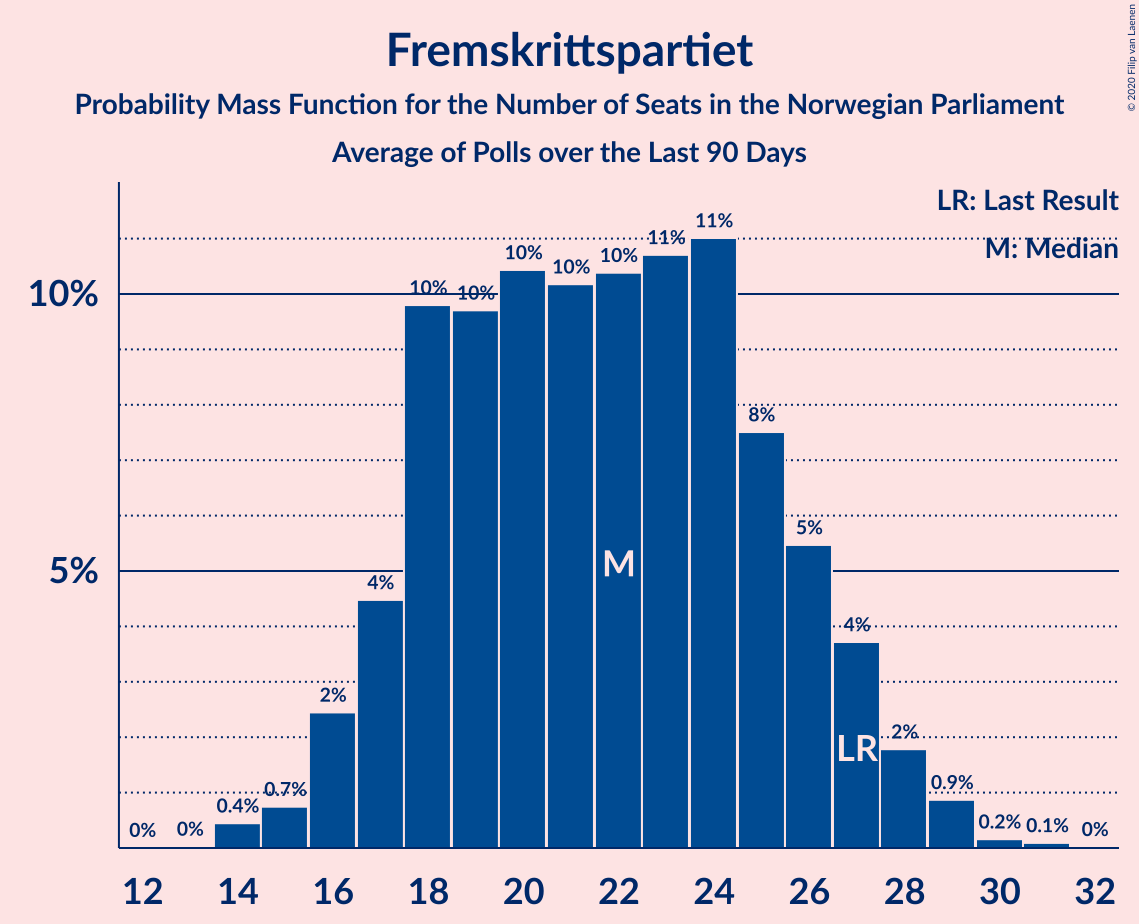 Fremskrittspartiet
Probability Mass Function for the Number of Seats in the Norwegian Parliament
Average of Polls over the Last 90 Days
© 2020 Filip van Laenen
LR: Last Result
M: Median
10%
5%
0%
0%
0.4%
0.7%
2%
4%
10%
10%
10%
10%
10%
11%
11%
8%
5%
4%
2%
0.9%
0.2%
0.1%
0%
M
LR
12 14 16 18 20 22 24 26 28 30 32